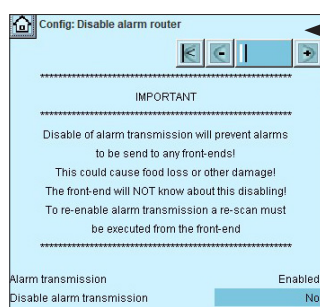 Config: Disable alarm router
************************************************************
IMPORTANT
************************************************************
Disable of alarm transmission will prevent alarms
to be send to any front-ends!
This could cause food loss or other damage!
The front-end will NOT know about this disabling!
To re-enable alarm transmission a re-scan must
be executed from the front-end
************************************************************
Alarm transmission Enabled
Disable alarm transmission No